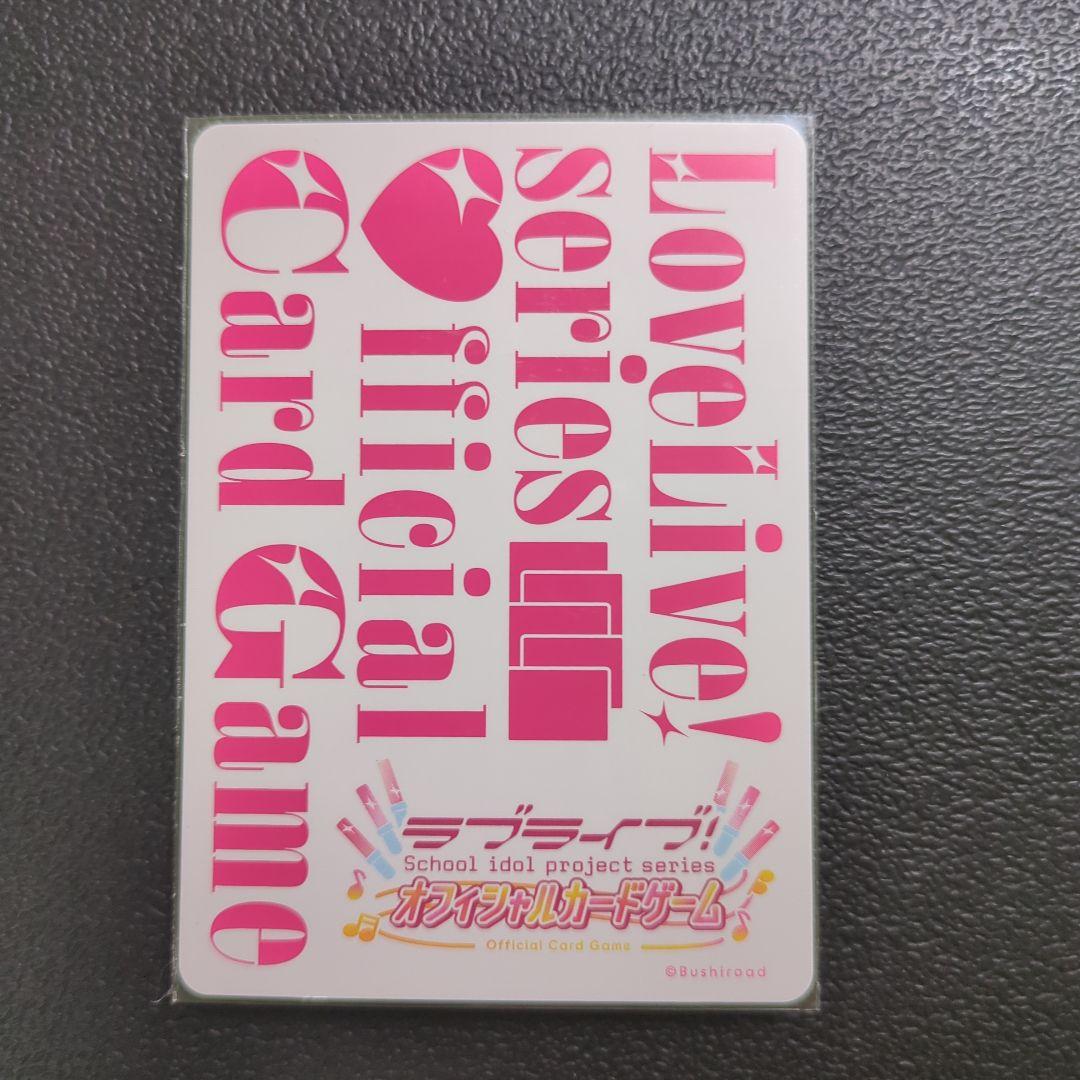 LoveLive!
series
Official
Card Game
ラブライブ!
School idol project series
オフィシャルカードゲーム
Official Card Game
©Bushiroad